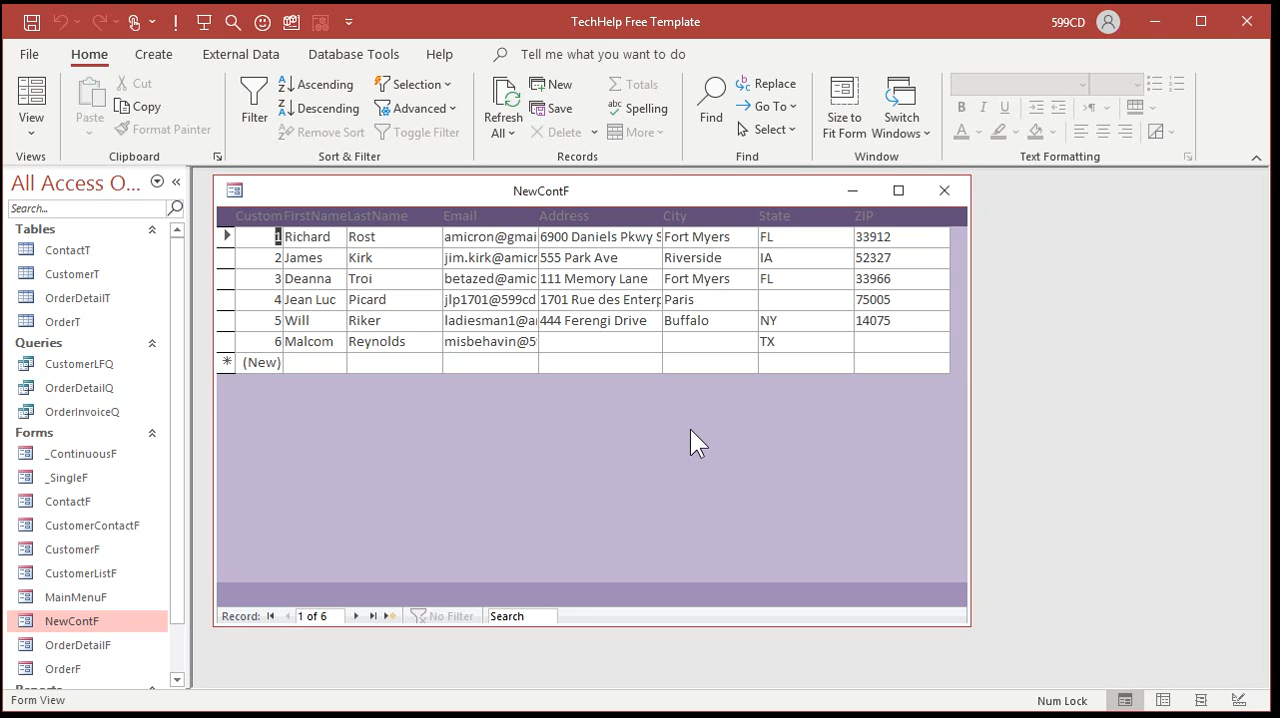 TechHelp Free Template
599CD
File Home Create External Data Database Tools Help Tell me what you want to do
View
Views
Paste
Cut
Copy
Format Painter
Clipboard
Filter
Ascending
Descending
Remove Sort
Selection
Advanced
Toggle Filter
Sort & Filter
Refresh
All
New
Save
Delete
Totals
Spelling
More
Records
Find
Replace
Go To
Select
Find
Size to
Fit Form
Switch
Windows
Window
B I U
A
Text Formatting
All Access O...
Search...
Tables
ContactT
CustomerT
OrderDetailT
OrderT
Queries
CustomerLFQ
OrderDetailQ
OrderInvoiceQ
Forms
_ContinuousF
_SingleF
ContactF
CustomerContactF
CustomerF
CustomerListF
MainMenuF
NewContF
OrderDetailF
OrderF
NewContF
Custom FirstName LastName Email Address City State ZIP
1 Richard Rost amicron@gmai 6900 Daniels Pkwy S Fort Myers FL 33912
2 James Kirk jim.kirk@amicr 555 Park Ave Riverside IA 52327
3 Deanna Troi betazed@amic 111 Memory Lane Fort Myers FL 33966
4 Jean Luc Picard jlp1701@599cd 1701 Rue des Enterp Paris 75005
5 Will Riker ladiesman1@a 444 Ferengi Drive Buffalo NY 14075
6 Malcom Reynolds misbehavin@5 TX
* (New)
Record: 1 of 6 No Filter Search
Form View
Num Lock